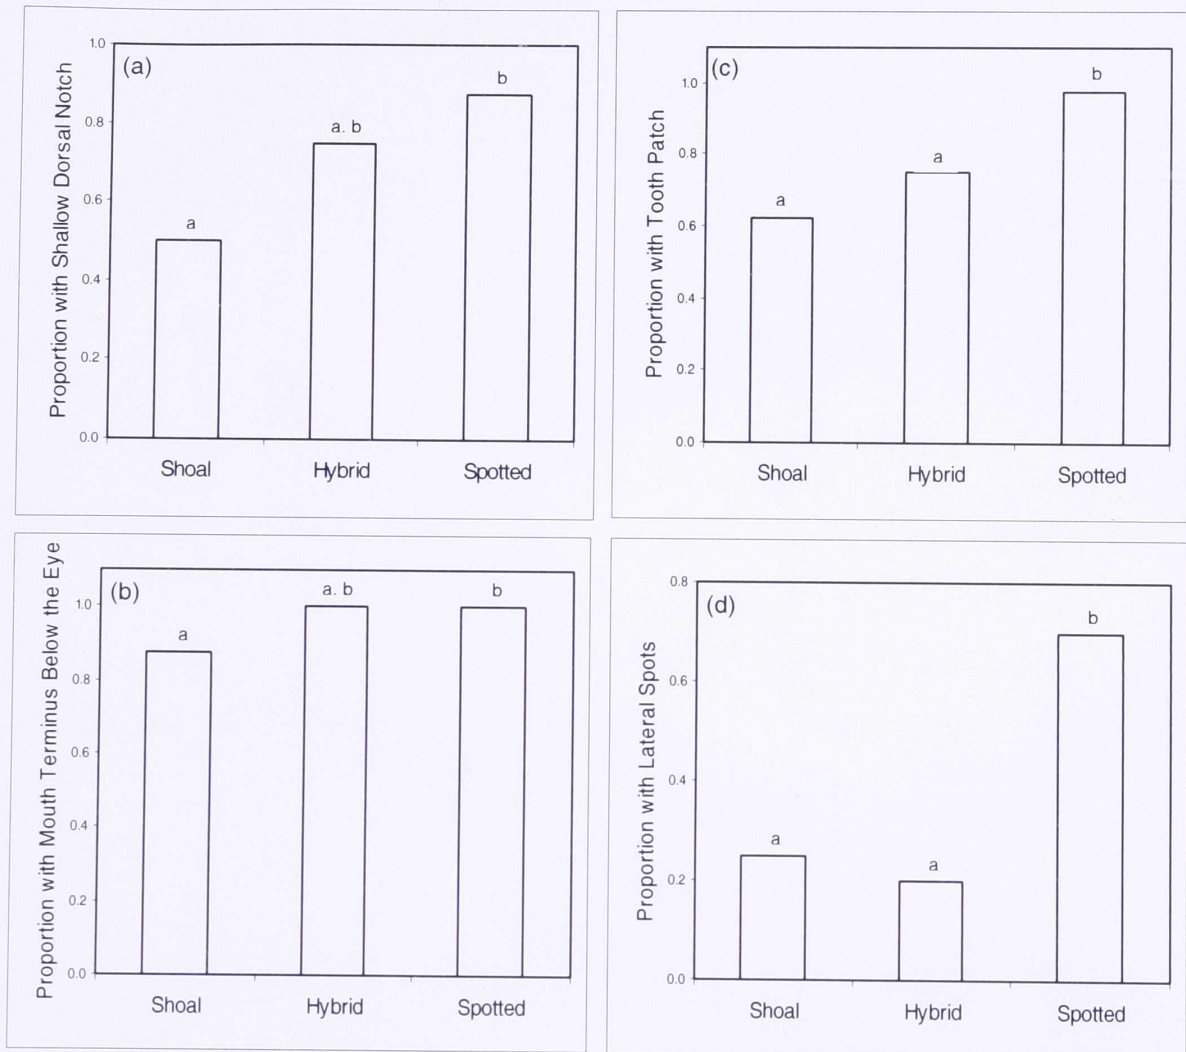 (a)
Proportion with Shallow Dorsal Notch
1.0
0.8
0.6
0.4
0.2
0.0
a
a. b
b
Shoal Hybrid Spotted
(c)
Proportion with Tooth Patch
1.0
0.8
0.6
0.4
0.2
0.0
a
a
b
Shoal Hybrid Spotted
(b)
Proportion with Mouth Terminus Below the Eye
1.0
0.8
0.6
0.4
0.2
0.0
a
a. b
b
Shoal Hybrid Spotted
(d)
Proportion with Lateral Spots
0.8
0.6
0.4
0.2
0.0
a
a
b
Shoal Hybrid Spotted